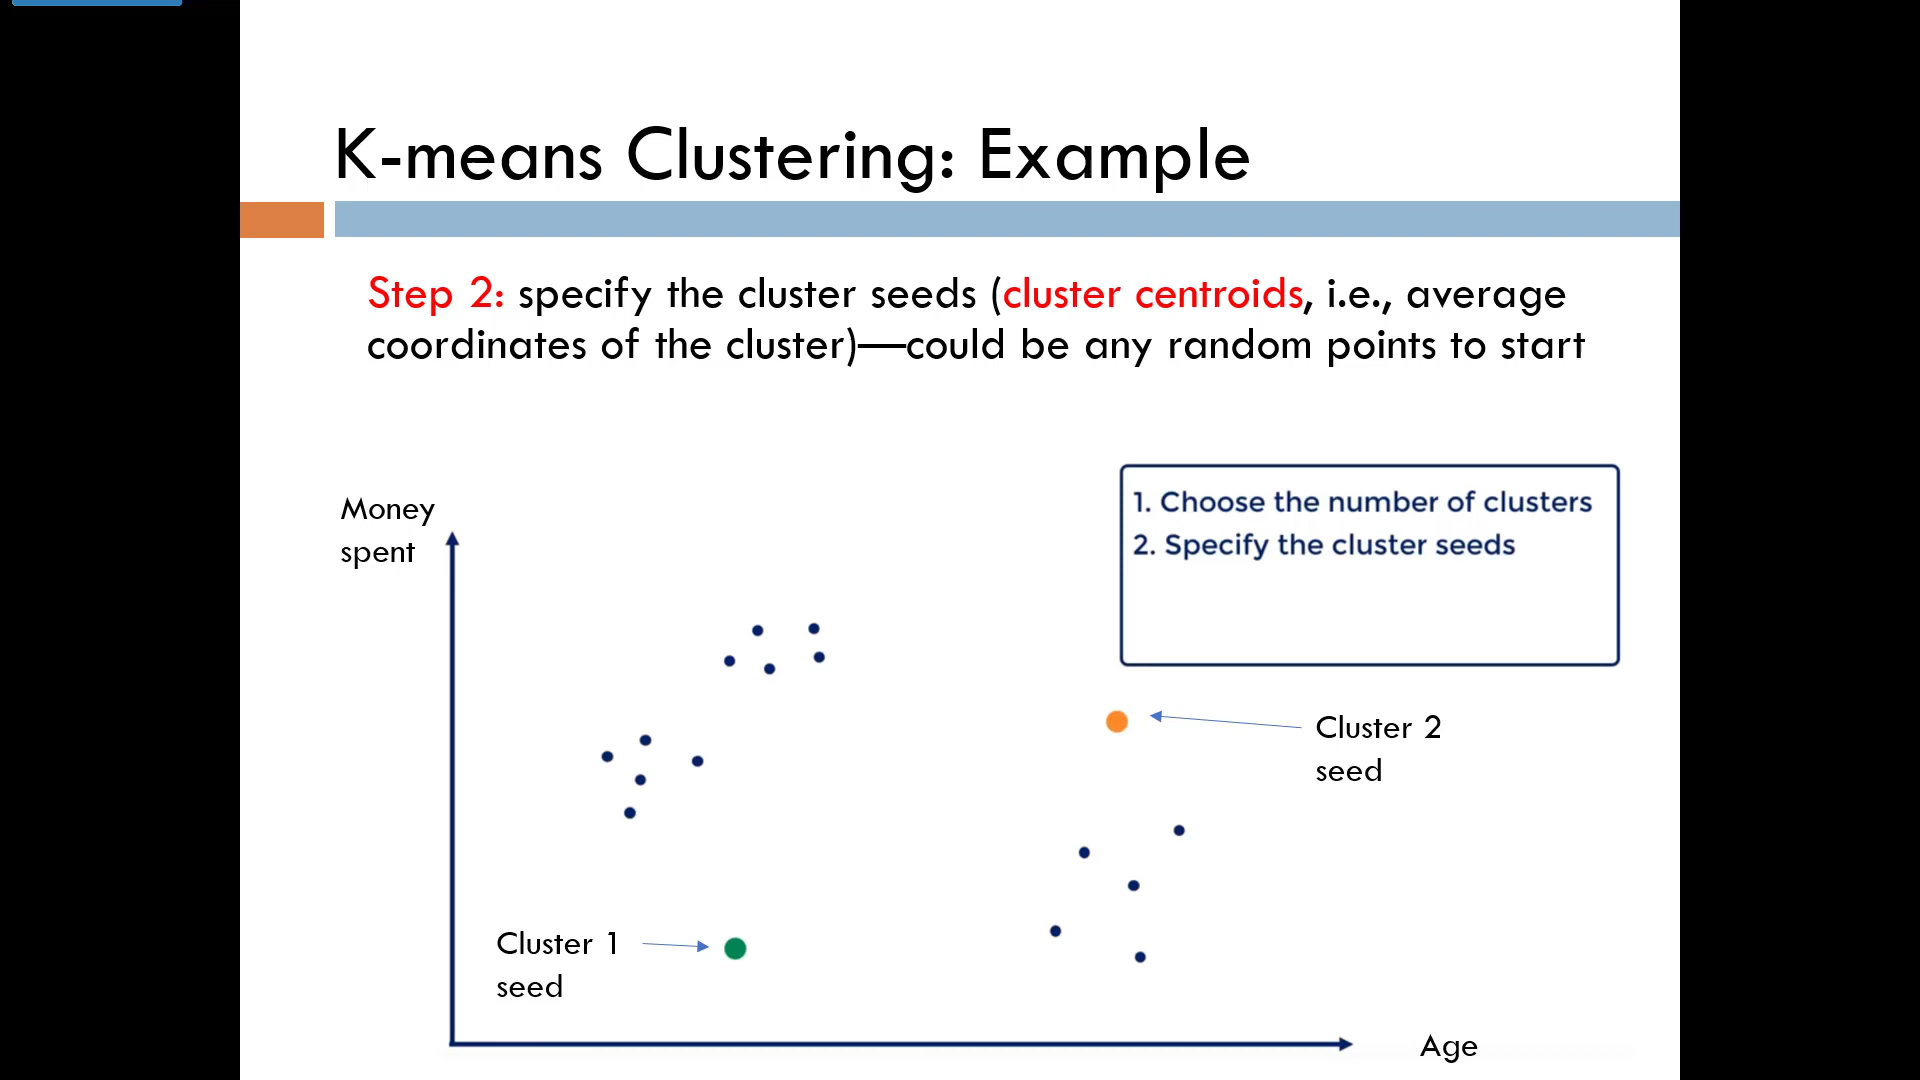 K-means Clustering: Example
Step 2: specify the cluster seeds (cluster centroids, i.e., average
coordinates of the cluster)—could be any random points to start
Money
spent
1. Choose the number of clusters
2. Specify the cluster seeds
Cluster 2
seed
Cluster 1
seed
Age